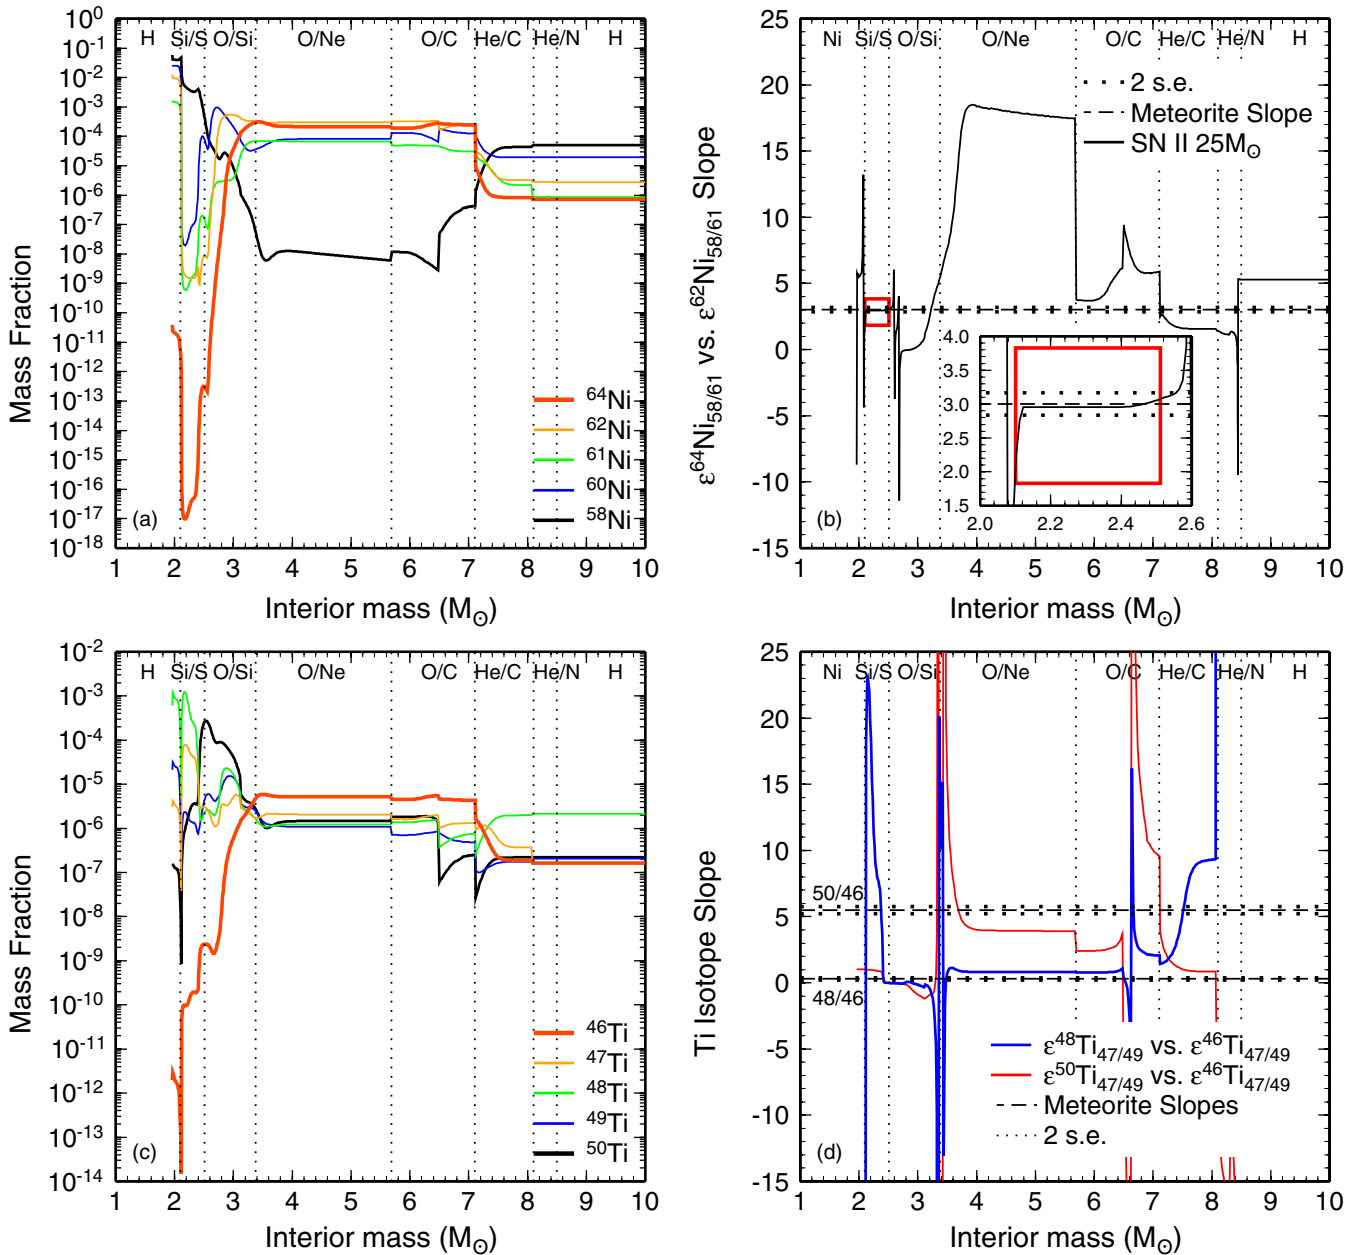 10^0
10^-1
10^-2
10^-3
10^-4
10^-5
10^-6
10^-7
10^-8
10^-9
10^-10
10^-11
10^-12
10^-13
10^-14
10^-15
10^-16
10^-17
10^-18
Mass Fraction
H Si/S O/Si O/Ne O/C He/C He/N H
^64Ni
^62Ni
^61Ni
^60Ni
^58Ni
(a)
1 2 3 4 5 6 7 8 9 10
Interior mass (M☉)
25
20
15
10
5
0
-5
-10
-15
ε^64Ni_58/61 vs. ε^62Ni_58/61 Slope
Ni Si/S O/Si O/Ne O/C He/C He/N H
2 s.e.
Meteorite Slope
SN II 25M☉
4.0
3.5
3.0
2.5
2.0
1.5
2.0 2.2 2.4 2.6
(b)
1 2 3 4 5 6 7 8 9 10
Interior mass (M☉)
10^-2
10^-3
10^-4
10^-5
10^-6
10^-7
10^-8
10^-9
10^-10
10^-11
10^-12
10^-13
10^-14
Mass Fraction
H Si/S O/Si O/Ne O/C He/C He/N H
^46Ti
^47Ti
^48Ti
^49Ti
^50Ti
(c)
1 2 3 4 5 6 7 8 9 10
Interior mass (M☉)
25
20
15
10
5
0
-5
-10
-15
Ti Isotope Slope
Ni Si/S O/Si O/Ne O/C He/C He/N H
50/46
48/46
ε^48Ti_47/49 vs. ε^46Ti_47/49
ε^50Ti_47/49 vs. ε^46Ti_47/49
Meteorite Slopes
2 s.e.
(d)
1 2 3 4 5 6 7 8 9 10
Interior mass (M☉)